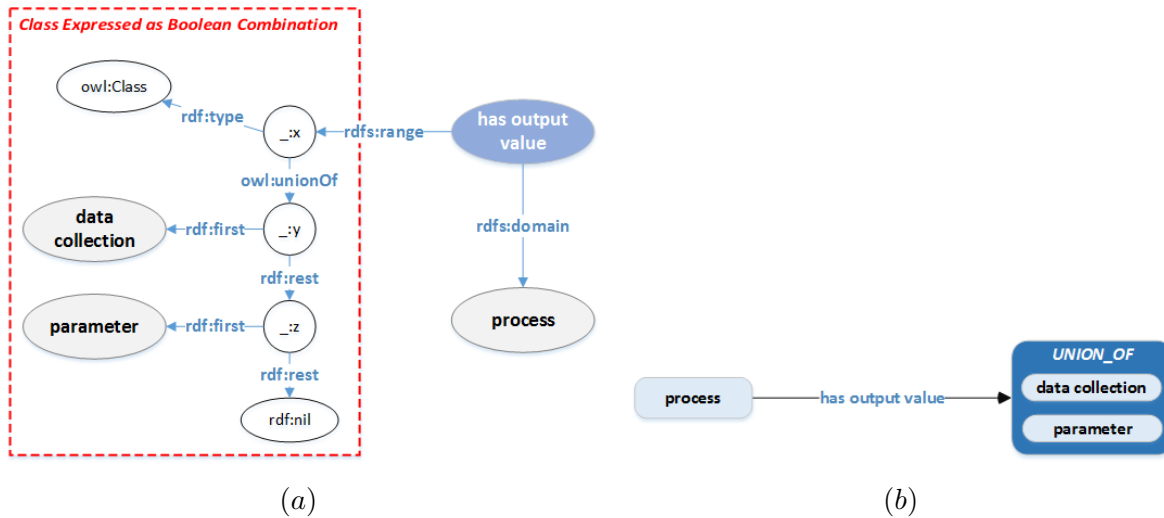 Class Expressed as Boolean Combination
owl:Class
rdf:type
_:x
rdfs:range
has output
value
owl:unionOf
data
collection
rdf:first
_:y
rdfs:domain
rdf:rest
parameter
rdf:first
_:z
process
rdf:rest
rdf:nil
process
has output value
UNION_OF
data collection
parameter
(a)
(b)